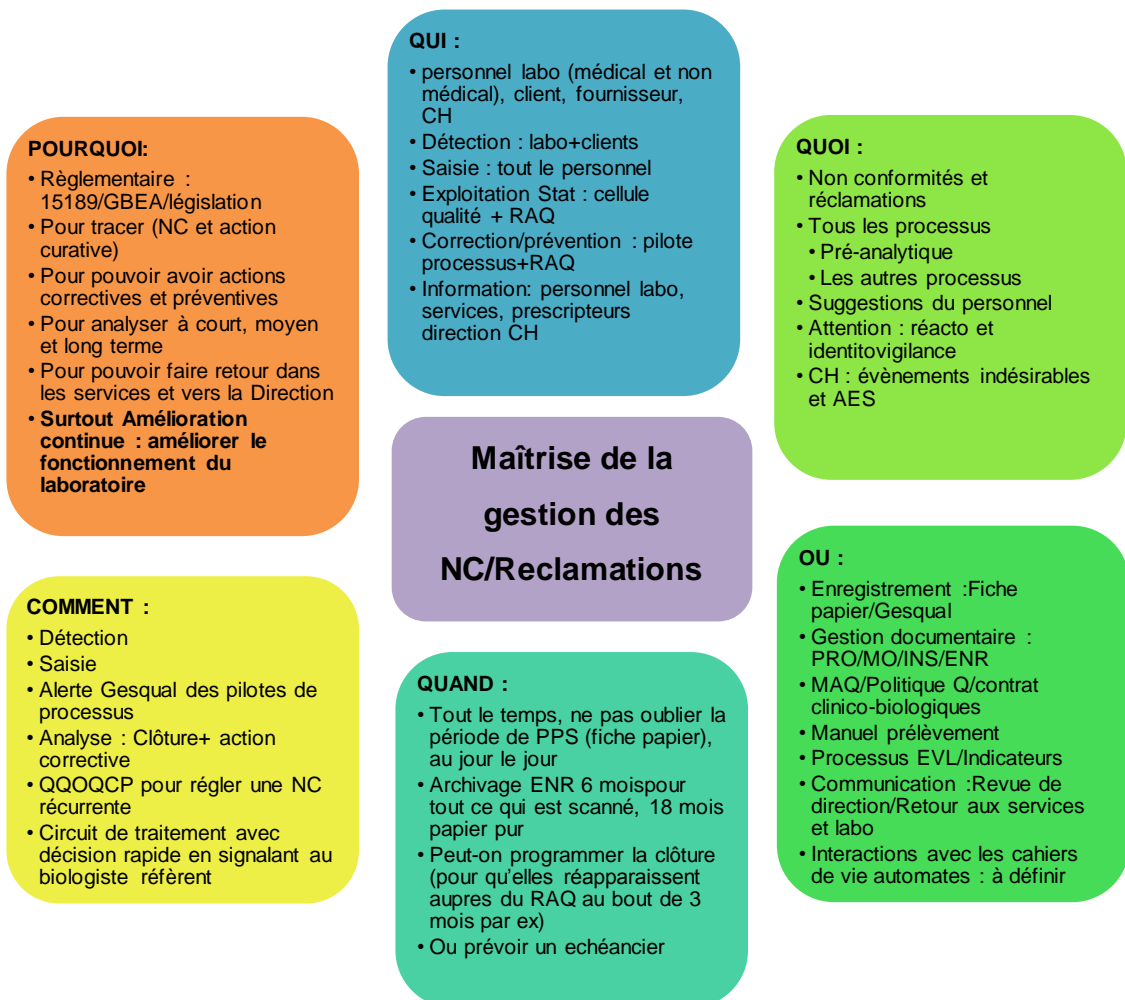 QUI :
• personnel labo (médical et non
médical), client, fournisseur,
CH
• Détection : labo+clients
• Saisie : tout le personnel
• Exploitation Stat : cellule
qualité + RAQ
• Correction/prévention : pilote
processus+RAQ
• Information: personnel labo,
services, prescripteurs
direction CH
POURQUOI:
• Règlementaire :
15189/GBEA/législation
• Pour tracer (NC et action
curative)
• Pour pouvoir avoir actions
correctives et préventives
• Pour analyser à court, moyen
et long terme
• Pour pouvoir faire retour dans
les services et vers la Direction
• Surtout Amélioration
continue : améliorer le
fonctionnement du
laboratoire
QUOI :
• Non conformités et
réclamations
• Tous les processus
• Pré-analytique
• Les autres processus
• Suggestions du personnel
• Attention : réacto et
identitovigilance
• CH : évènements indésirables
et AES
Maîtrise de la
gestion des
NC/Reclamations
COMMENT :
• Détection
• Saisie
• Alerte Gesqual des pilotes de
processus
• Analyse : Clôture+ action
corrective
• QQOQCP pour régler une NC
récurrente
• Circuit de traitement avec
décision rapide en signalant au
biologiste réfèrent
QUAND :
• Tout le temps, ne pas oublier la
période de PPS (fiche papier),
au jour le jour
• Archivage ENR 6 moispour
tout ce qui est scanné, 18 mois
papier pur
• Peut-on programmer la clôture
(pour qu'elles réapparaissent
aupres du RAQ au bout de 3
mois par ex)
• Ou prévoir un echéancier
OU :
• Enregistrement :Fiche
papier/Gesqual
• Gestion documentaire :
PRO/MO/INS/ENR
• MAQ/Politique Q/contrat
clinico-biologiques
• Manuel prélèvement
• Processus EVL/Indicateurs
• Communication :Revue de
direction/Retour aux services
et labo
• Interactions avec les cahiers
de vie automates : à définir